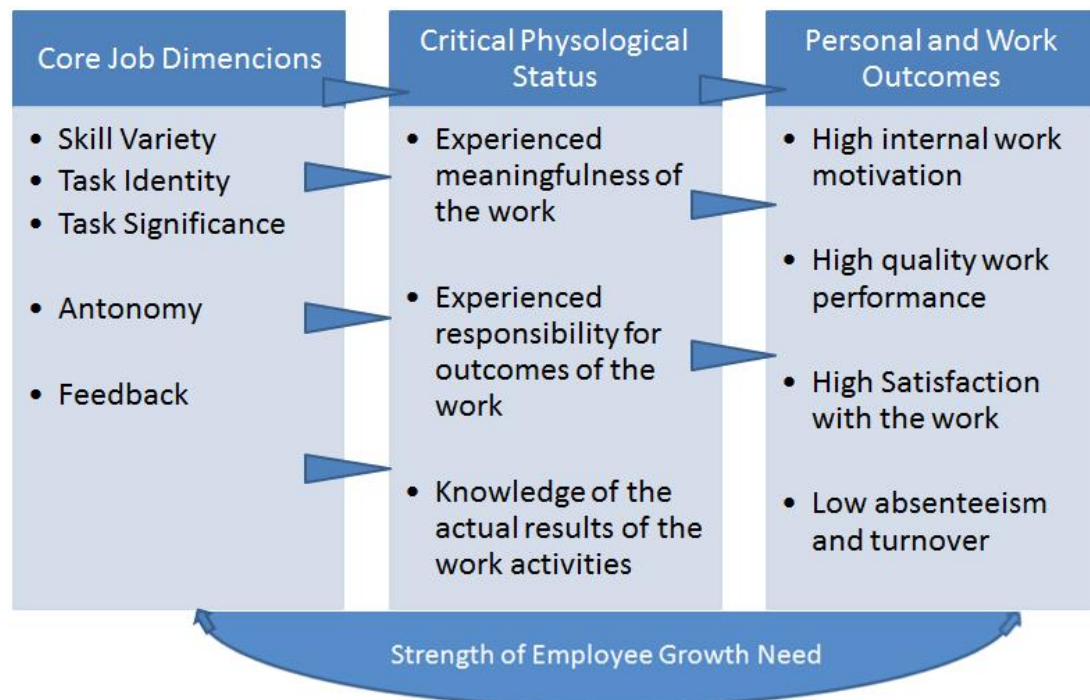 Core Job Dimencions
• Skill Variety
• Task Identity
• Task Significance
• Antonomy
• Feedback
Critical Physological
Status
• Experienced
meaningfulness of
the work
• Experienced
responsibility for
outcomes of the
work
• Knowledge of the
actual results of the
work activities
Personal and Work
Outcomes
• High internal work
motivation
• High quality work
performance
• High Satisfaction
with the work
• Low absenteeism
and turnover
Strength of Employee Growth Need